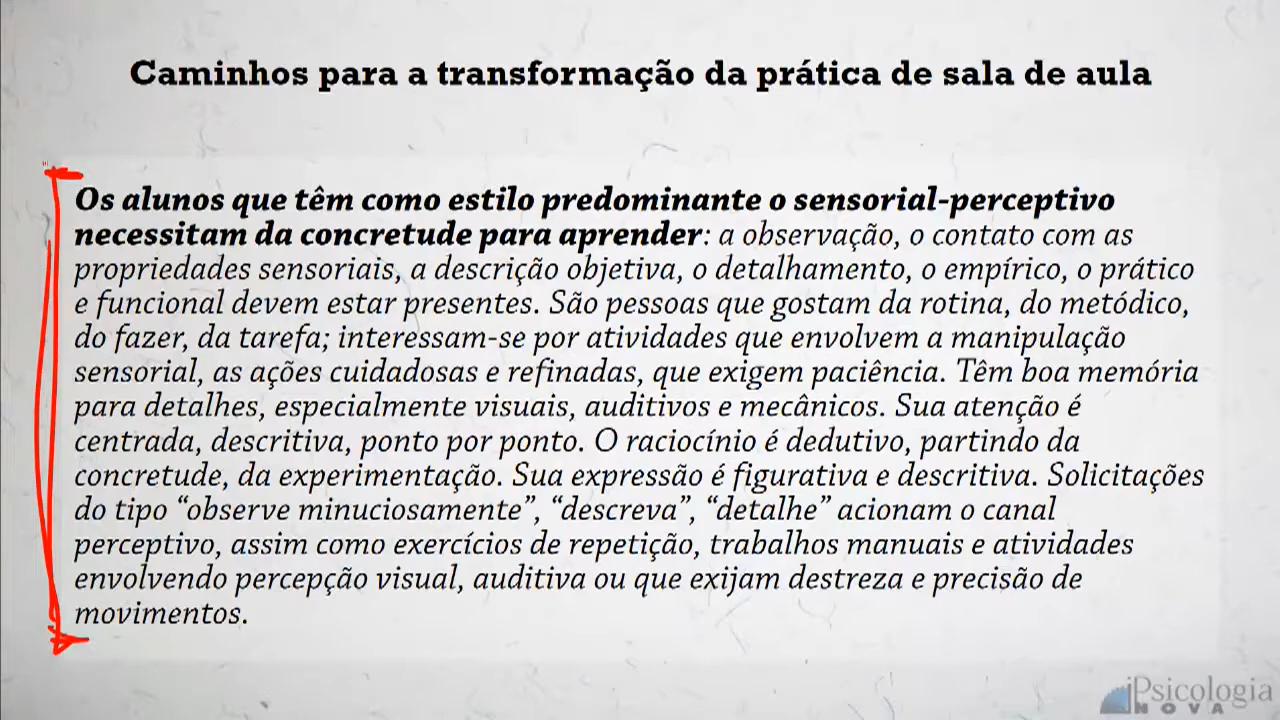 Caminhos para a transformação da prática de sala de aula
Os alunos que têm como estilo predominante o sensorial-perceptivo
necessitam da concretude para aprender: a observação, o contato com as
propriedades sensoriais, a descrição objetiva, o detalhamento, o empírico, o prático
e funcional devem estar presentes. São pessoas que gostam da rotina, do metódico,
do fazer, da tarefa; interessam-se por atividades que envolvem a manipulação
sensorial, as ações cuidadosas e refinadas, que exigem paciência. Têm boa memória
para detalhes, especialmente visuais, auditivos e mecânicos. Sua atenção é
centrada, descritiva, ponto por ponto. O raciocínio é dedutivo, partindo da
concretude, da experimentação. Sua expressão é figurativa e descritiva. Solicitações
do tipo “observe minuciosamente”, “descreva”, “detalhe” acionam o canal
perceptivo, assim como exercícios de repetição, trabalhos manuais e atividades
envolvendo percepção visual, auditiva ou que exijam destreza e precisão de
movimentos.
Psicologia
NOVA